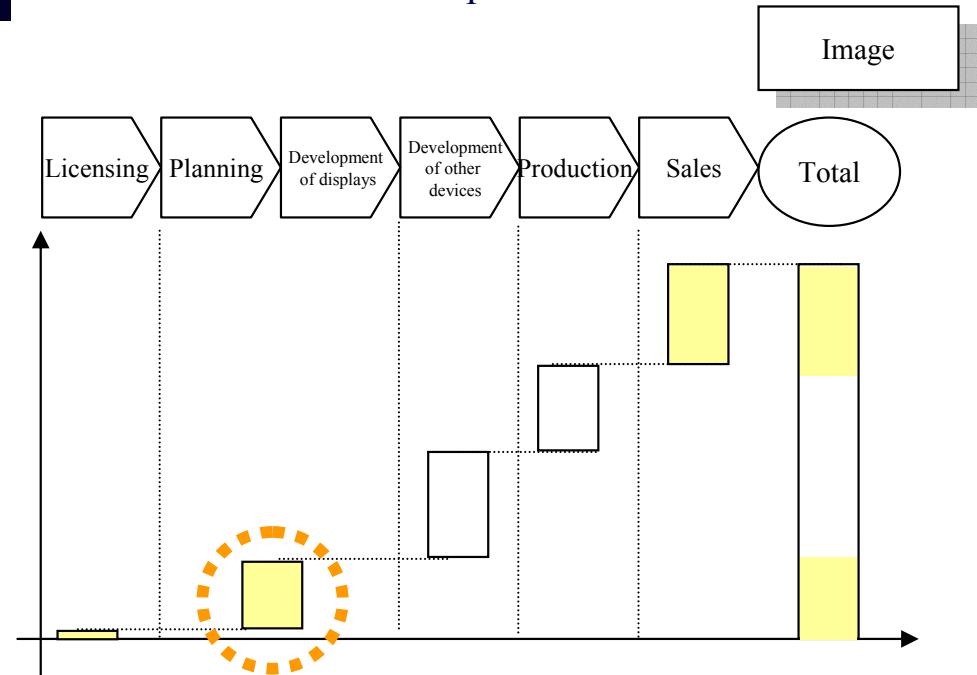 Image
Licensing
Planning
Development
of displays
Development
of other
devices
Production
Sales
Total